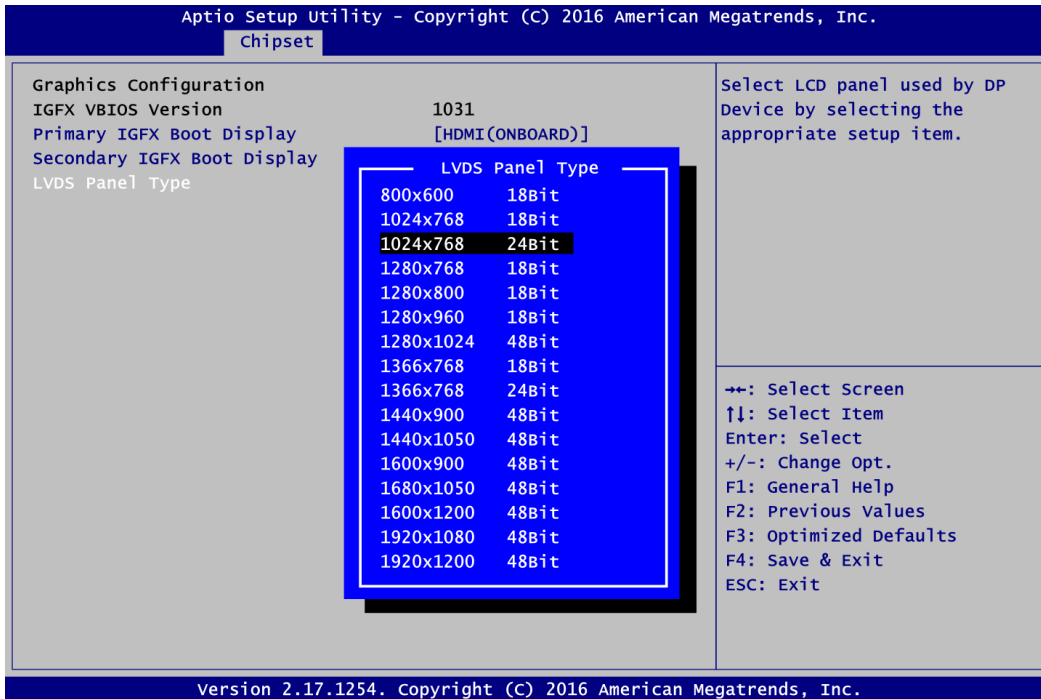 Aptio Setup Utility - Copyright (C) 2016 American Megatrends, Inc.
Chipset
Graphics Configuration
IGFX VBIOS Version 1031
Primary IGFX Boot Display [HDMI(ONBOARD)]
Secondary IGFX Boot Display
LVDS Panel Type
LVDS Panel Type
800x600 18Bit
1024x768 18Bit
1024x768 24Bit
1280x768 18Bit
1280x800 18Bit
1280x960 18Bit
1280x1024 48Bit
1366x768 18Bit
1366x768 24Bit
1440x900 48Bit
1440x1050 48Bit
1600x900 48Bit
1680x1050 48Bit
1600x1200 48Bit
1920x1080 48Bit
1920x1200 48Bit
Select LCD panel used by DP
Device by selecting the
appropriate setup item.
→←: Select Screen
↑↓: Select Item
Enter: Select
+/-: Change Opt.
F1: General Help
F2: Previous Values
F3: Optimized Defaults
F4: Save & Exit
ESC: Exit
Version 2.17.1254. Copyright (C) 2016 American Megatrends, Inc.